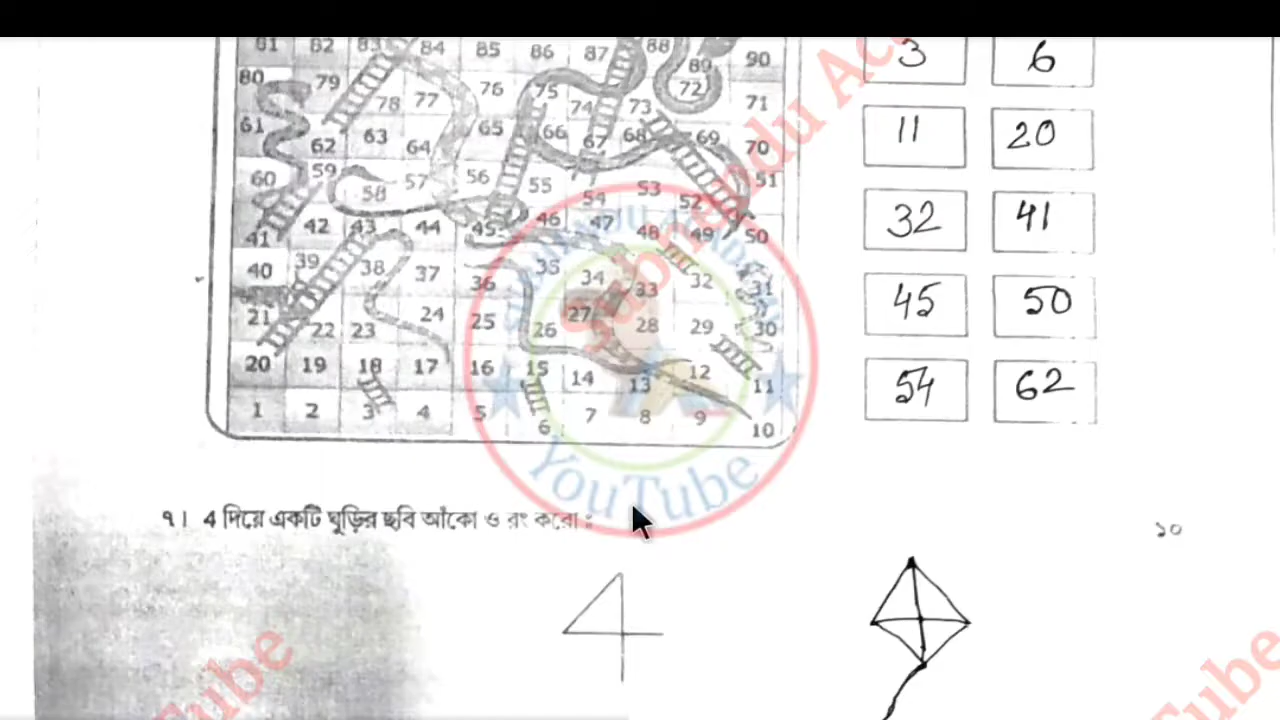 81 82 83 84 85 86 87 88 89 90
80 79 78 77 76 75 74 73 72 71
61 62 63 64 65 66 67 68 69 70
60 59 58 57 56 55 54 53 52 51
41 42 43 44 45 46 47 48 49 50
40 39 38 37 36 35 34 33 32 31
21 22 23 24 25 26 27 28 29 30
20 19 18 17 16 15 14 13 12 11
1 2 3 4 5 6 7 8 9 10
3 6
11 20
32 41
45 50
54 62
YouTube
৭। 4 দিয়ে একটি ঘুড়ির ছবি আঁকো ও রং করো : ১০
4